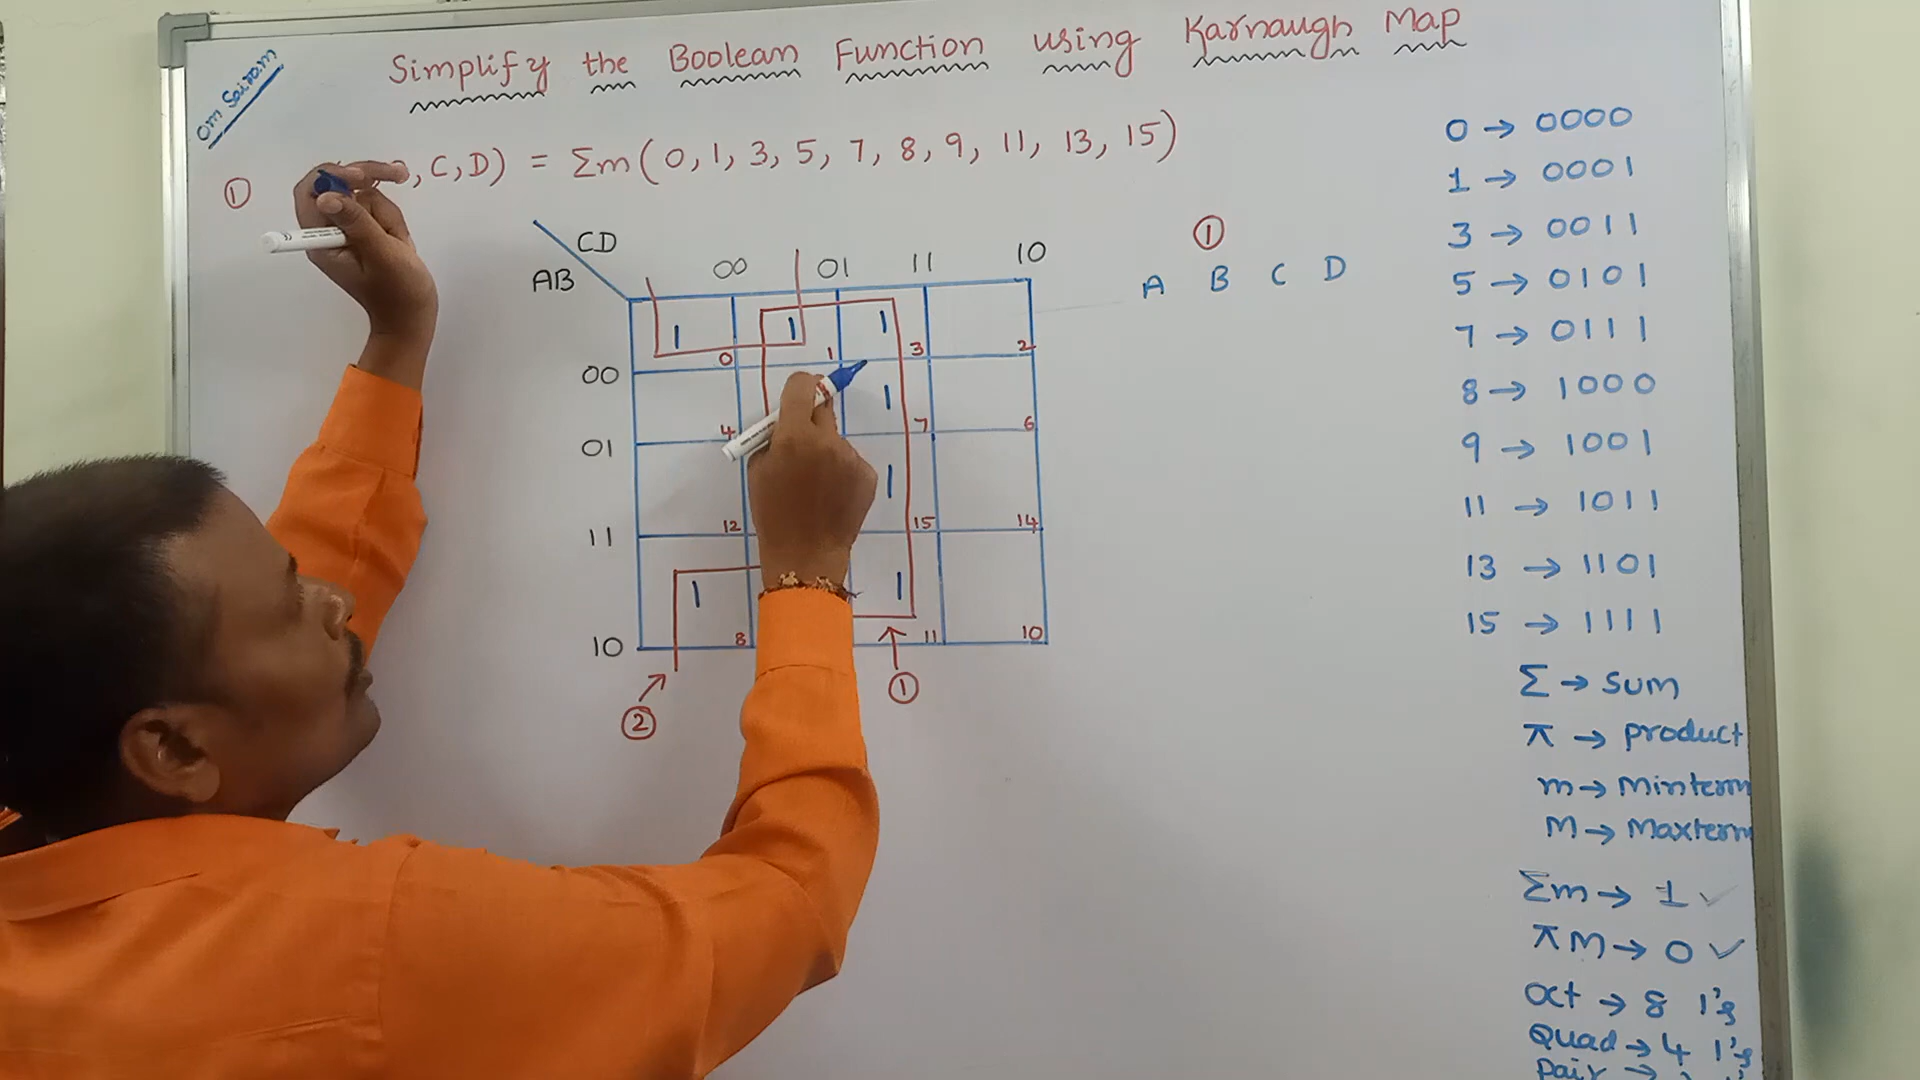 Om Sairam
Simplify the Boolean Function using Karnaugh Map
① , C, D) = Σm ( 0, 1, 3, 5, 7, 8, 9, 11, 13, 15)
CD
AB
00 01 11 10
00 1 0 1 1 1 3 2
01 4 1 7 6
11 12 1 15 14
10 1 8 1 11 10
② ①
①
A B C D
0 → 0000
1 → 0001
3 → 0011
5 → 0101
7 → 0111
8 → 1000
9 → 1001
11 → 1011
13 → 1101
15 → 1111
Σ → sum
π → product
m → Minterm
M → Maxterm
Σm → 1 ✓
πM → 0 ✓
Oct → 8 1's
Quad → 4 1's
Pair →